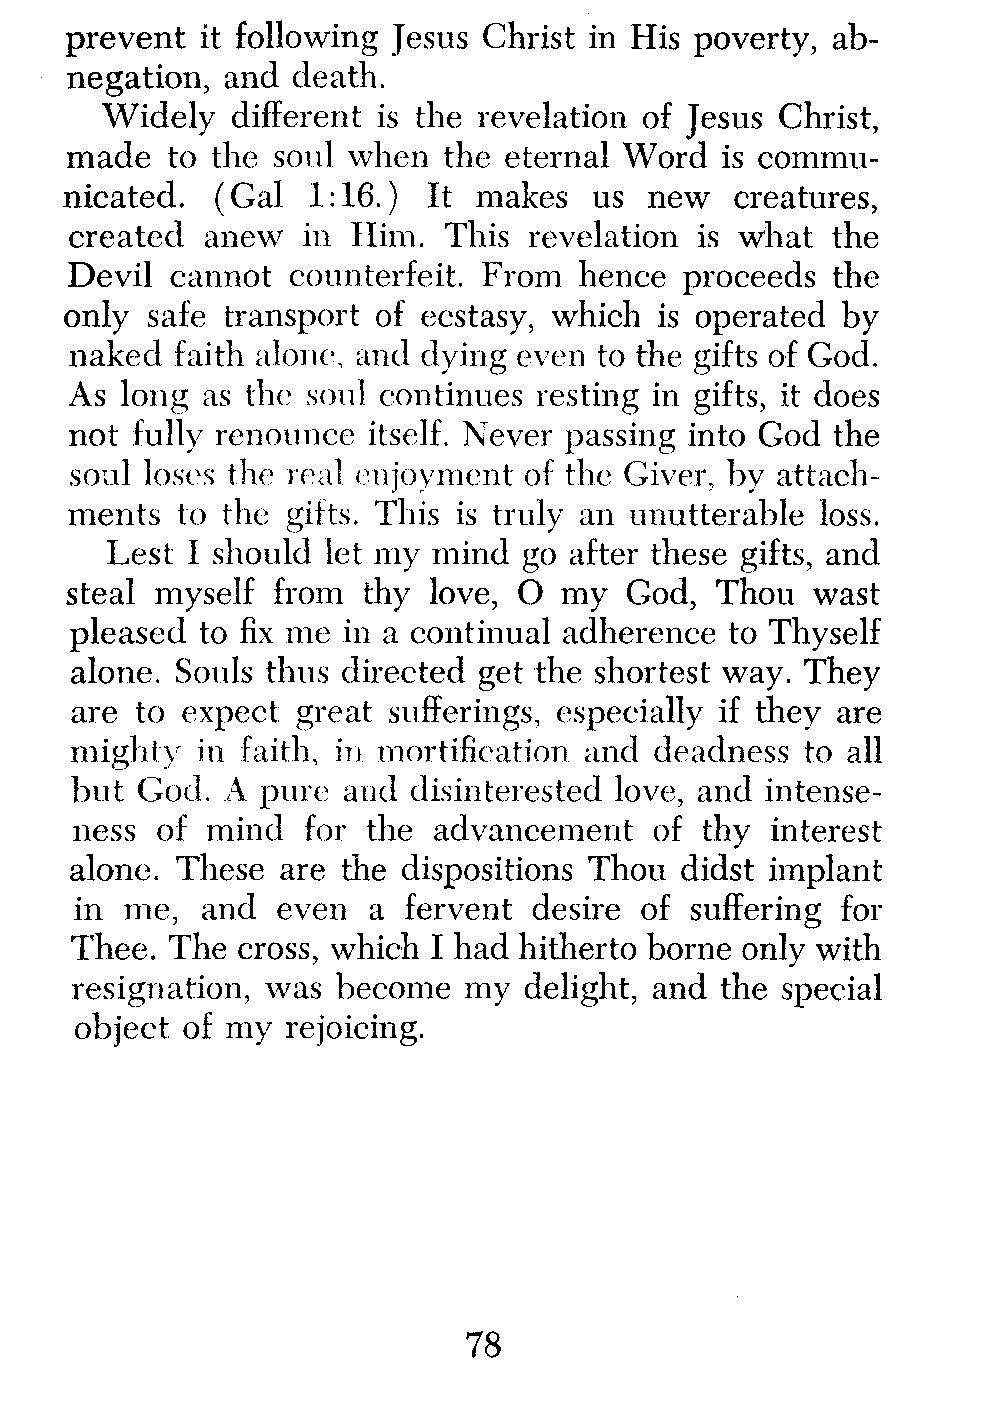 prevent it following Jesus Christ in His poverty, ab-
negation, and death.
Widely different is the revelation of Jesus Christ,
made to the soul when the eternal Word is commu-
nicated. (Gal 1:16.) It makes us new creatures,
created anew in Him. This revelation is what the
Devil cannot counterfeit. From hence proceeds the
only safe transport of ecstasy, which is operated by
naked faith alone, and dying even to the gifts of God.
As long as the soul continues resting in gifts, it does
not fully renounce itself. Never passing into God the
soul loses the real enjoyment of the Giver, by attach-
ments to the gifts. This is truly an unutterable loss.
Lest I should let my mind go after these gifts, and
steal myself from thy love, O my God, Thou wast
pleased to fix me in a continual adherence to Thyself
alone. Souls thus directed get the shortest way. They
are to expect great sufferings, especially if they are
mighty in faith, in mortification and deadness to all
but God. A pure and disinterested love, and intense-
ness of mind for the advancement of thy interest
alone. These are the dispositions Thou didst implant
in me, and even a fervent desire of suffering for
Thee. The cross, which I had hitherto borne only with
resignation, was become my delight, and the special
object of my rejoicing.
78